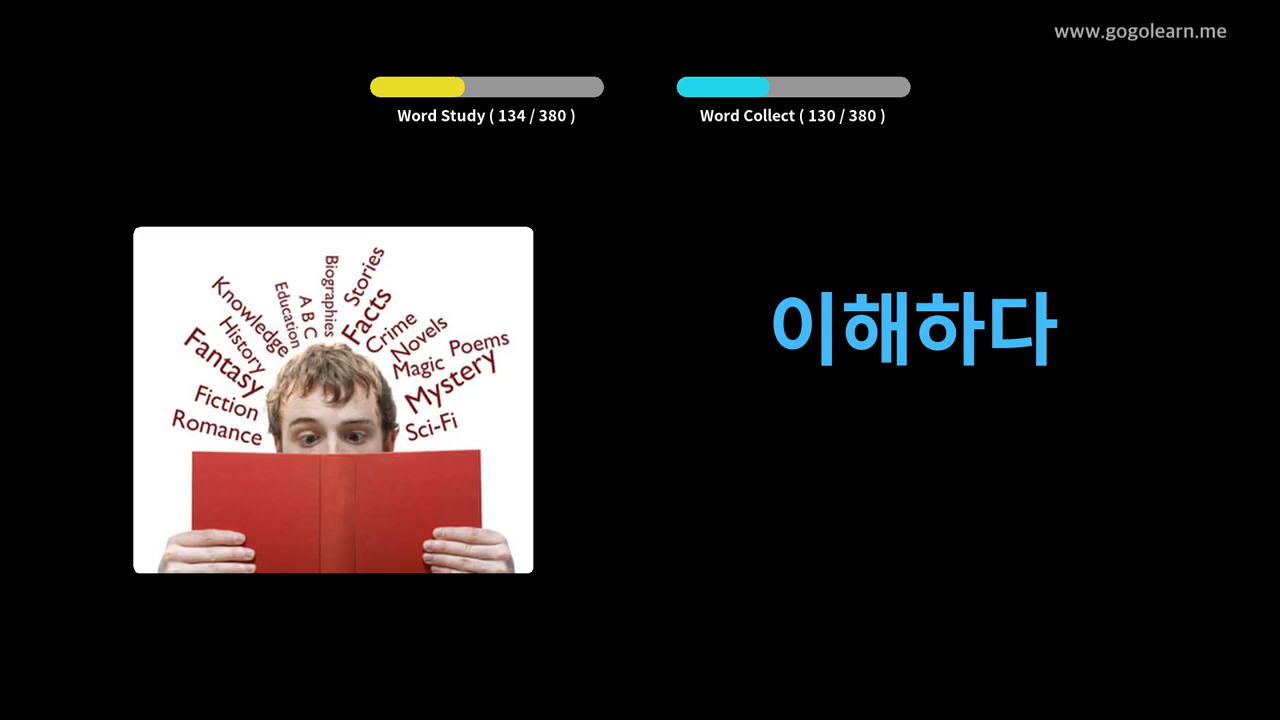 www.gogolearn.me
Word Study ( 134 / 380 )
Word Collect ( 130 / 380 )
Knowledge
History
Fantasy
Fiction
Romance
Education
A B C
Biographies
Stories
Facts
Crime
Novels
Magic
Poems
Mystery
Sci-Fi
이해하다